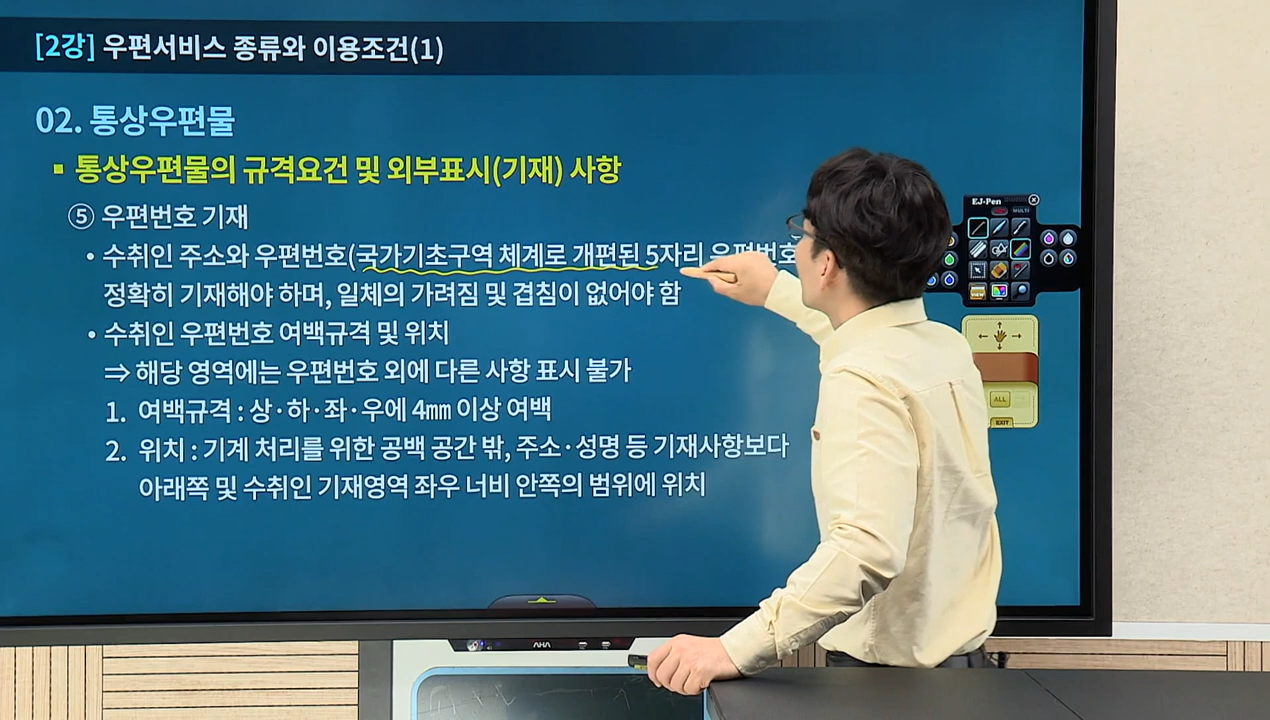 [2강] 우편서비스 종류와 이용조건(1)
02. 통상우편물
▪ 통상우편물의 규격요건 및 외부표시(기재) 사항
⑤ 우편번호 기재
• 수취인 주소와 우편번호(국가기초구역 체계로 개편된 5자리 우편번호
정확히 기재해야 하며, 일체의 가려짐 및 겹침이 없어야 함
• 수취인 우편번호 여백규격 및 위치
⇒ 해당 영역에는 우편번호 외에 다른 사항 표시 불가
1. 여백규격 : 상·하·좌·우에 4㎜ 이상 여백
2. 위치 : 기계 처리를 위한 공백 공간 밖, 주소·성명 등 기재사항보다
아래쪽 및 수취인 기재영역 좌우 너비 안쪽의 범위에 위치
EJ-Pen
MULTI
VIEW
ALL
EXIT
AHA